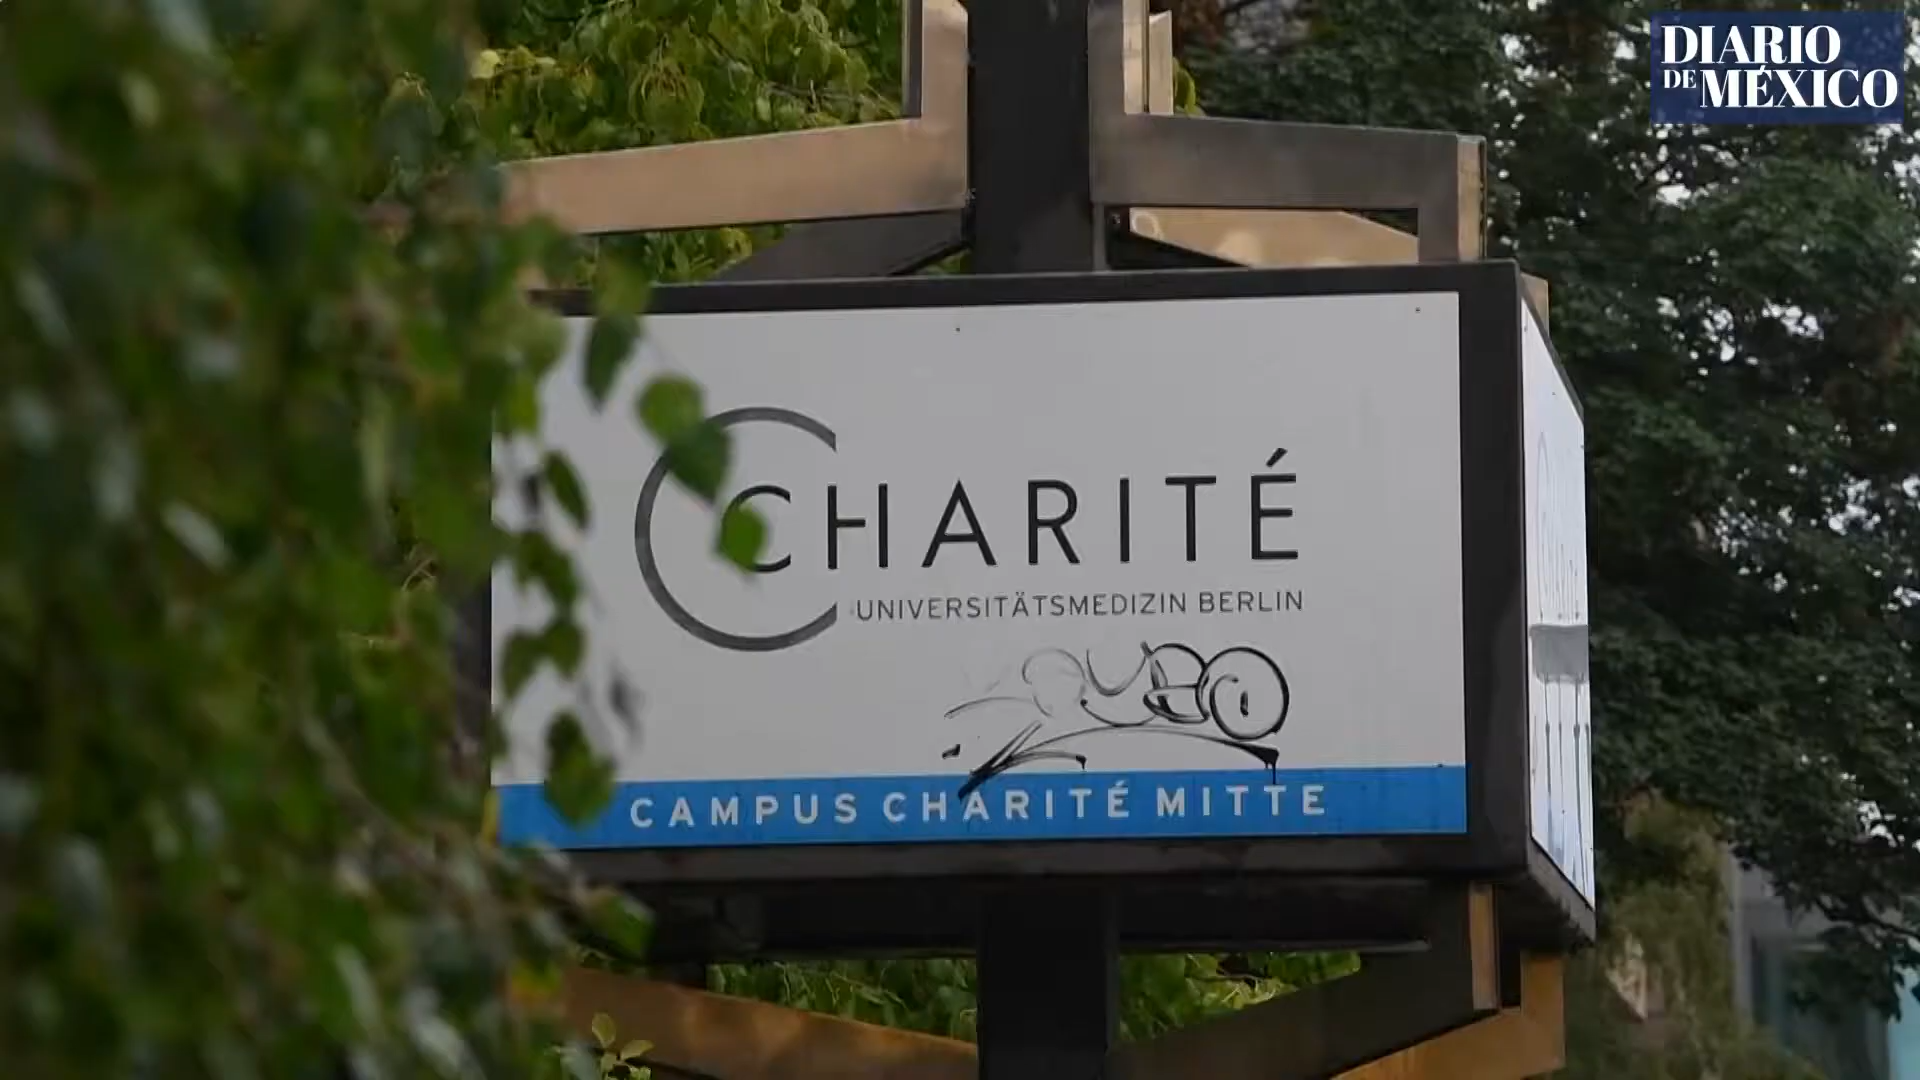 DIARIO
DE MÉXICO
CHARITÉ
UNIVERSITÄTSMEDIZIN BERLIN
CAMPUS CHARITÉ MITTE